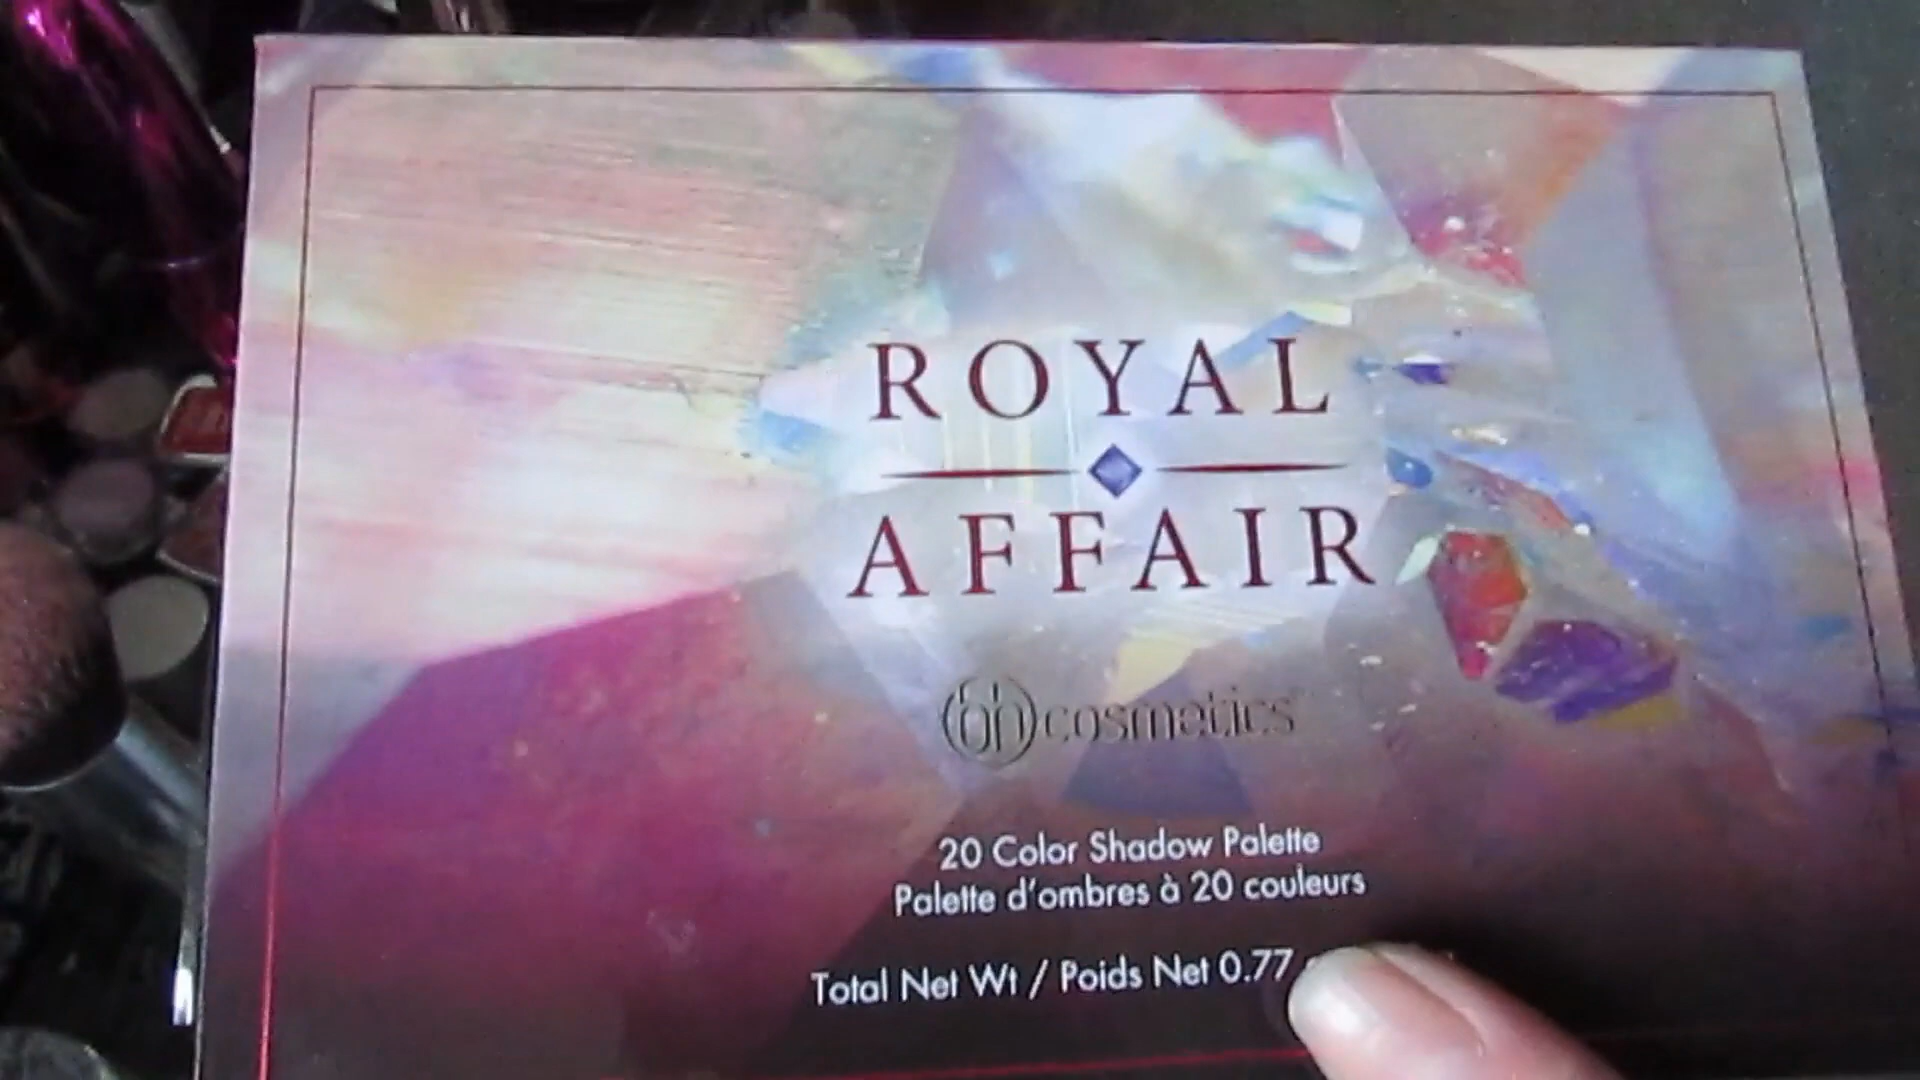 ROYAL
AFFAIR
bh cosmetics
20 Color Shadow Palette
Palette d'ombres à 20 couleurs
Total Net Wt / Poids Net 0.77